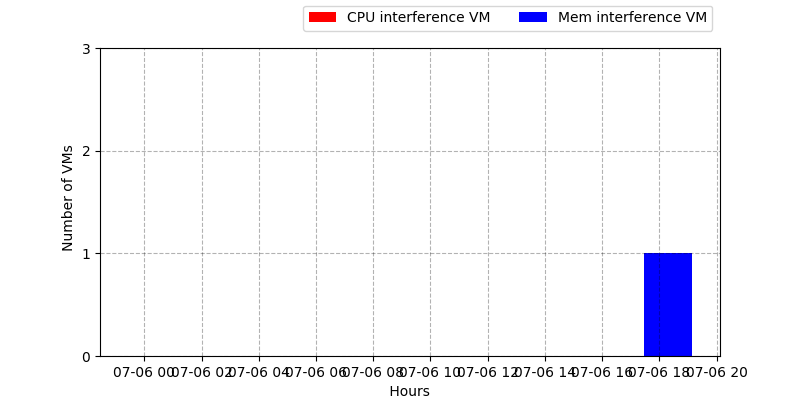 CPU interference VM Mem interference VM
3
2
1
0
Number of VMs
07-06 00 07-06 02 07-06 04 07-06 06 07-06 08 07-06 10 07-06 12 07-06 14 07-06 16 07-06 18 07-06 20
Hours